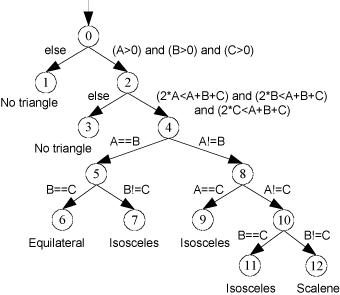 0
else
(A>0) and (B>0) and (C>0)
1
2
No triangle
else
(2*A<A+B+C) and (2*B<A+B+C)
and (2*C<A+B+C)
3
4
No triangle
A==B
A!=B
5
8
B==C
B!=C
A==C
A!=C
6
7
9
10
Equilateral
Isosceles
Isosceles
B==C
B!=C
11
12
Isosceles
Scalene